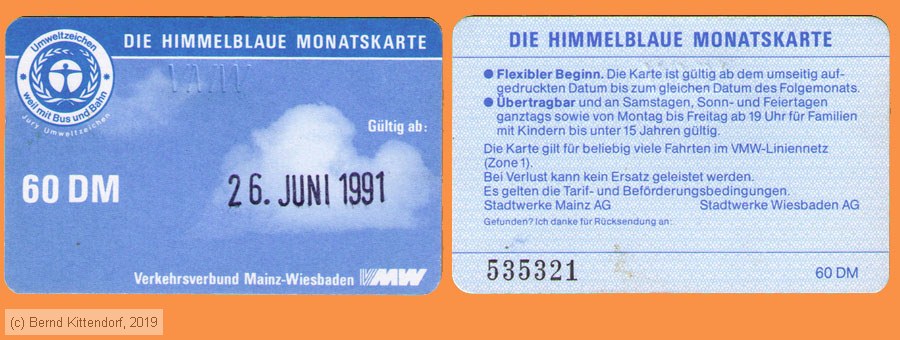 Umweltzeichen
weil mit Bus und Bahn
Jury Umweltzeichen
DIE HIMMELBLAUE MONATSKARTE
VMW
Gültig ab:
60 DM
26. JUNI 1991
Verkehrsverbund Mainz-Wiesbaden VMW
DIE HIMMELBLAUE MONATSKARTE
● Flexibler Beginn. Die Karte ist gültig ab dem umseitig auf-
gedruckten Datum bis zum gleichen Datum des Folgemonats.
● Übertragbar und an Samstagen, Sonn- und Feiertagen
ganztags sowie von Montag bis Freitag ab 19 Uhr für Familien
mit Kindern bis unter 15 Jahren gültig.
Die Karte gilt für beliebig viele Fahrten im VMW-Liniennetz
(Zone 1).
Bei Verlust kann kein Ersatz geleistet werden.
Es gelten die Tarif- und Beförderungsbedingungen.
Stadtwerke Mainz AG Stadtwerke Wiesbaden AG
Gefunden? Ich danke für Rücksendung an:
535321
60 DM
(c) Bernd Kittendorf, 2019